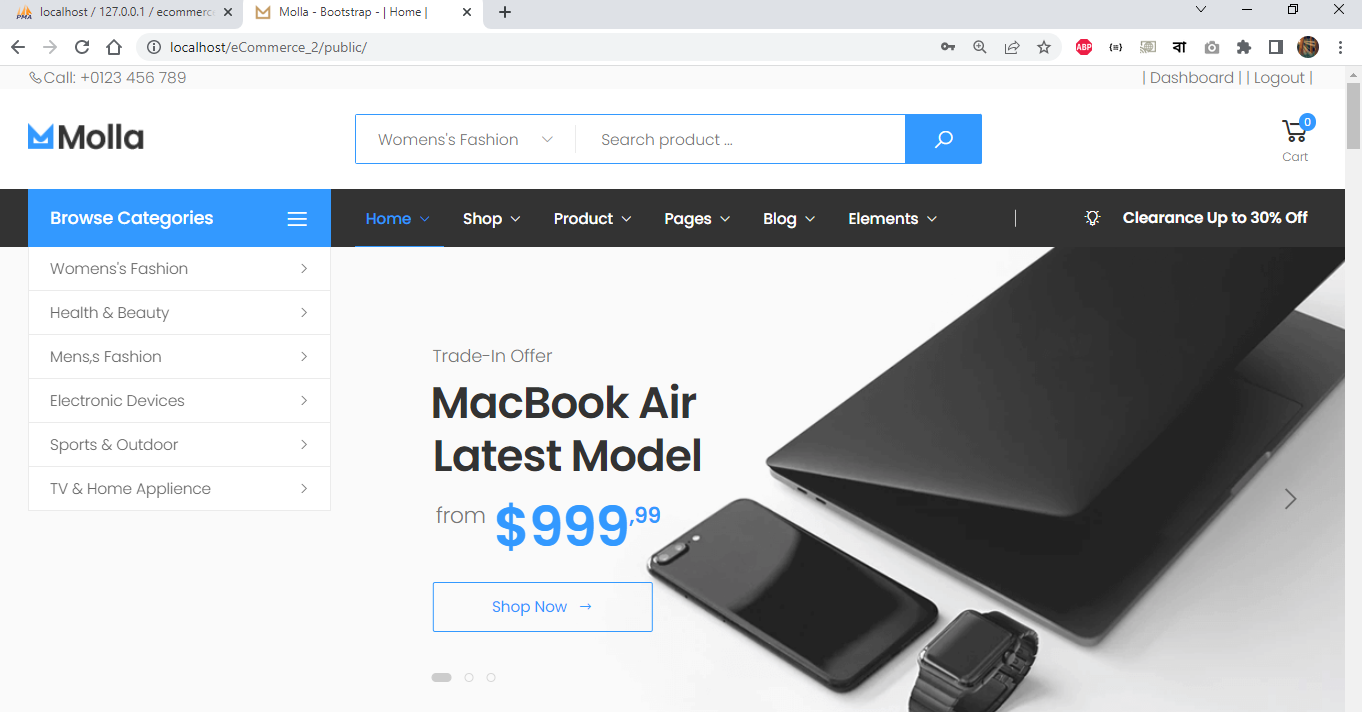 localhost / 127.0.0.1 / ecommerc
Molla - Bootstrap - | Home |
localhost/eCommerce_2/public/
ABP
বা
Call: +0123 456 789
| Dashboard | | Logout |
Molla
Womens's Fashion
Search product ...
0
Cart
Browse Categories
Home
Shop
Product
Pages
Blog
Elements
Clearance Up to 30% Off
Womens's Fashion
Health & Beauty
Mens,s Fashion
Electronic Devices
Sports & Outdoor
TV & Home Applience
Trade-In Offer
MacBook Air
Latest Model
from $999,99
Shop Now →